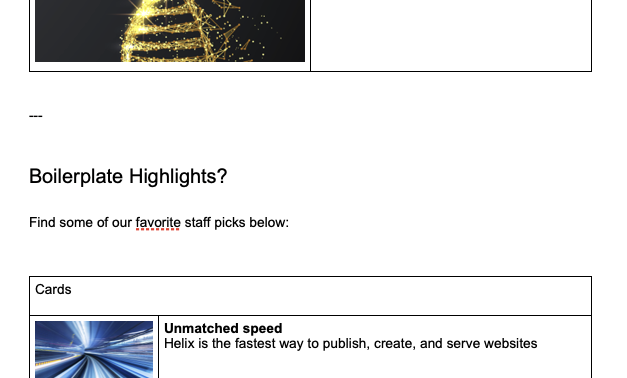 ---
Boilerplate Highlights?
Find some of our favorite staff picks below:
Cards
Unmatched speed
Helix is the fastest way to publish, create, and serve websites